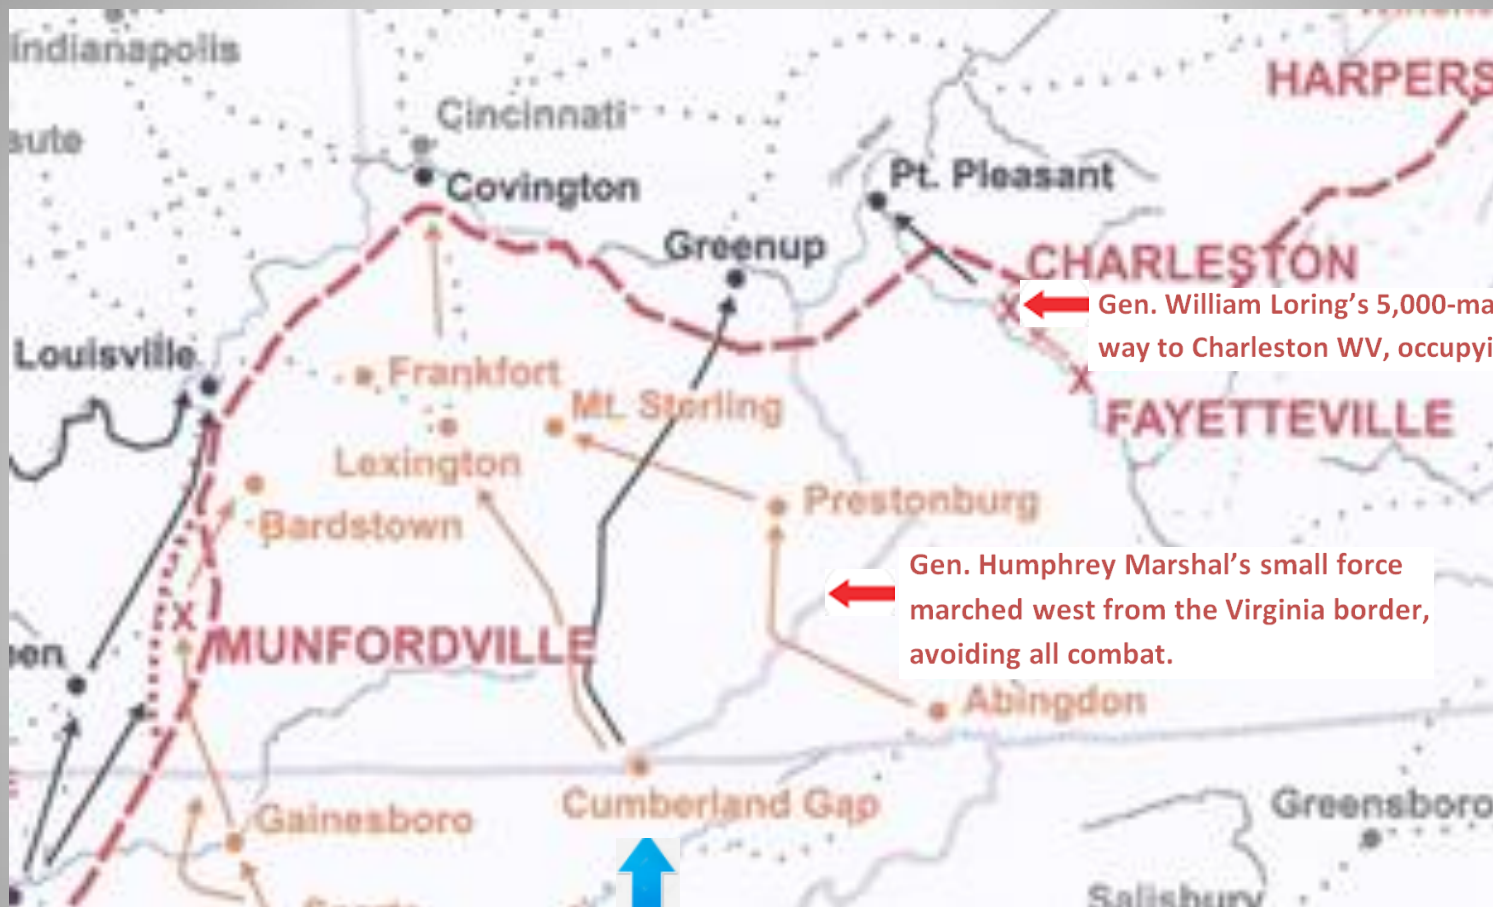 Indianapolis
HARPERS
Cincinnati
aute
Pt. Pleasant
Covington
Greenup
CHARLESTON
Gen. William Loring's 5,000-ma
way to Charleston WV, occupyi
Louisville
Frankfort
Mt. Sterling
FAYETTEVILLE
Lexington
Prestonburg
Bardstown
Gen. Humphrey Marshal's small force
marched west from the Virginia border,
avoiding all combat.
X
X
X
MUNFORDVILLE
een
Abingdon
E
Cumberland Gap
Gainesboro
Greensboro
Salisbury